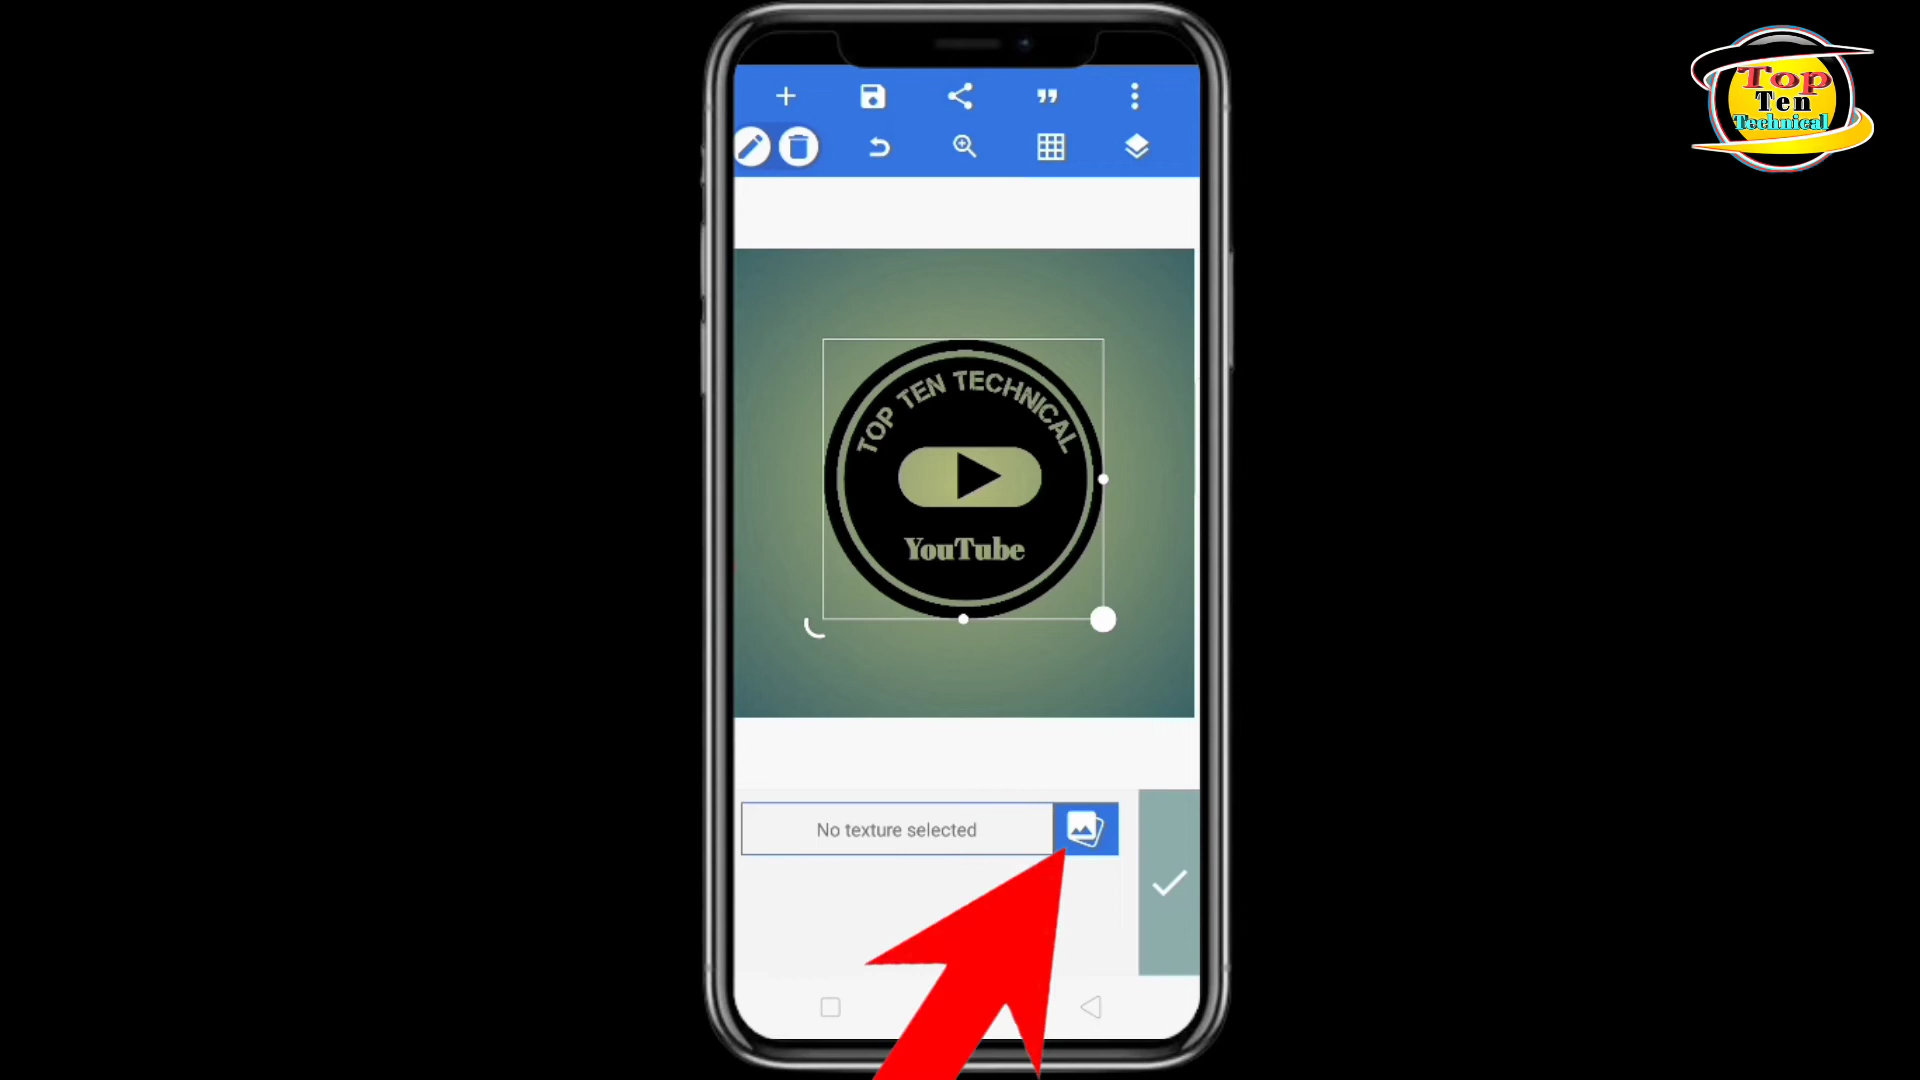 Top
Ten
Technical
TOP TEN TECHNICAL
YouTube
No texture selected